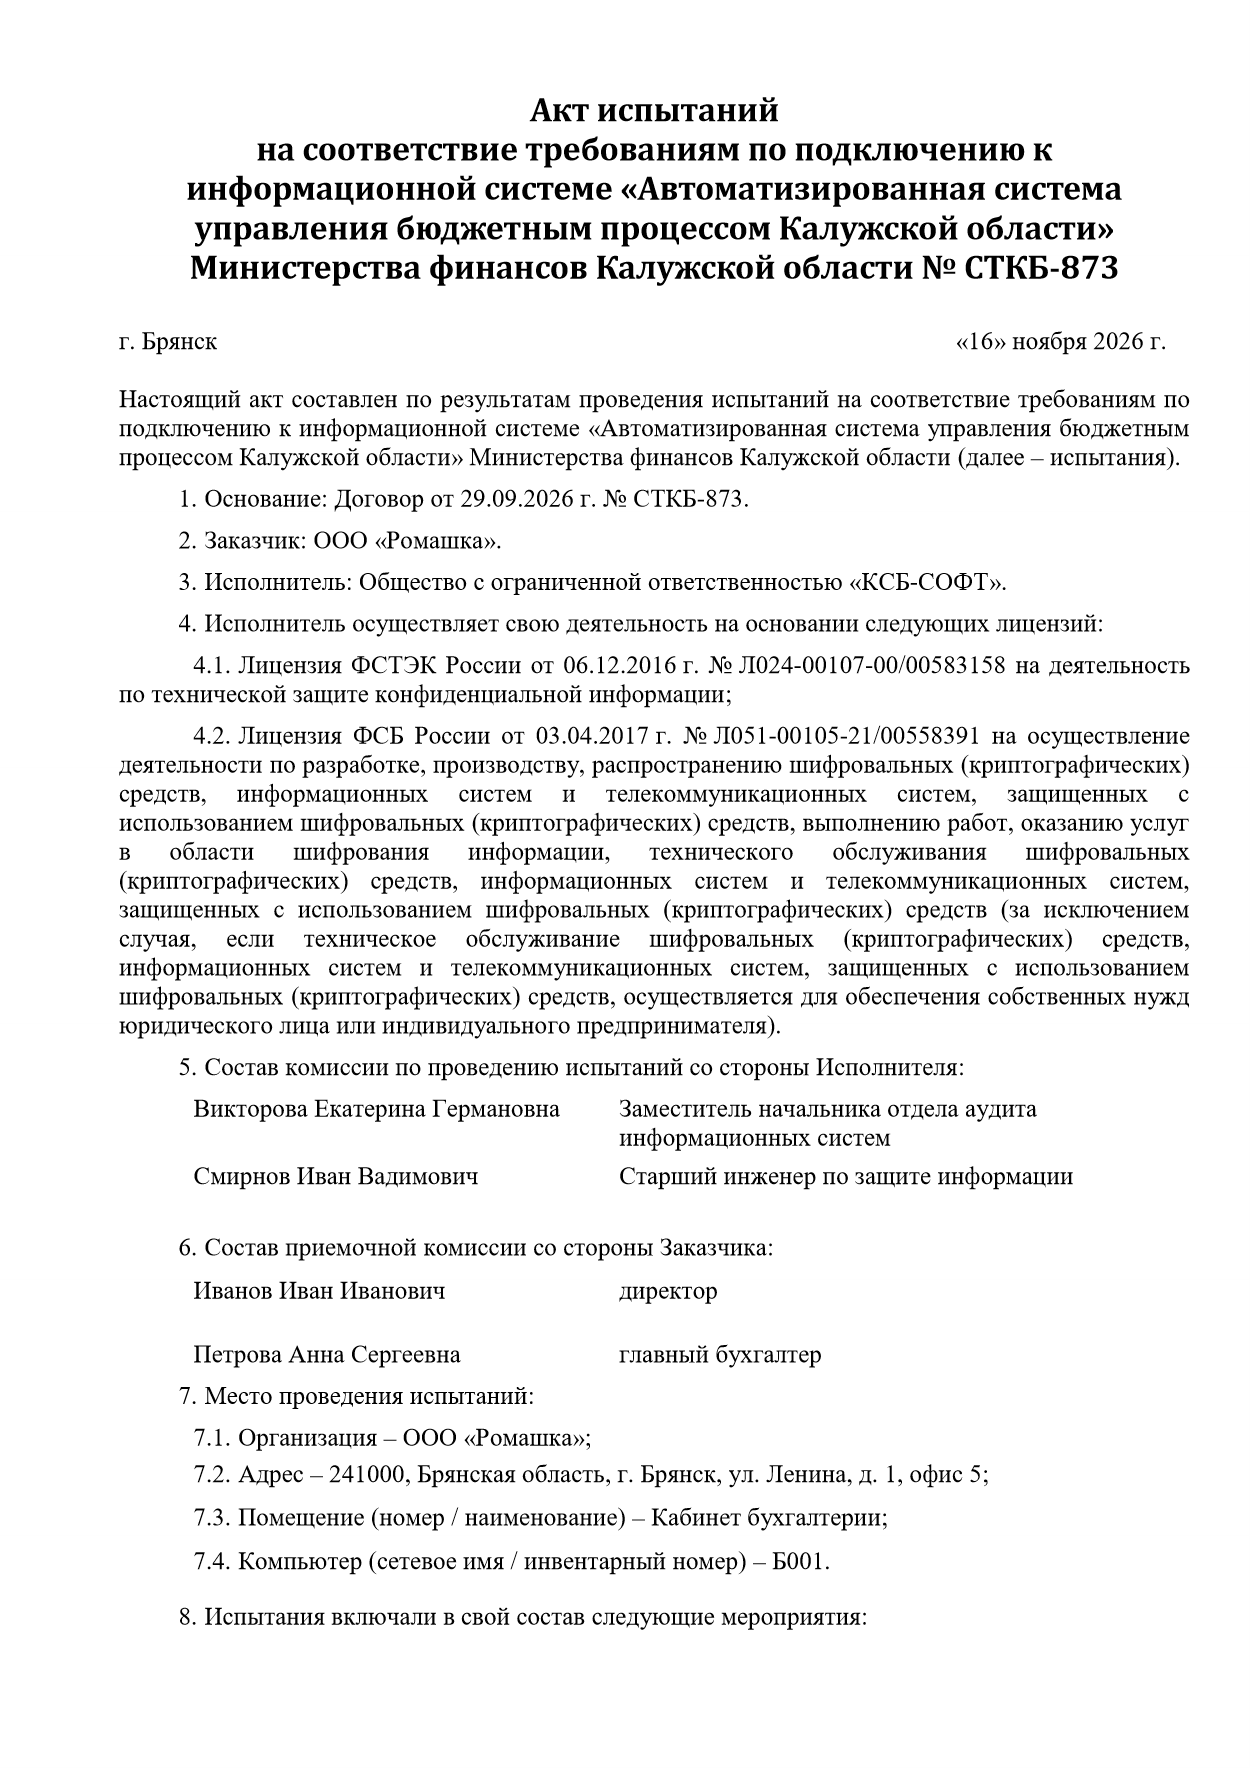 Акт испытаний
на соответствие требованиям по подключению к
информационной системе «Автоматизированная система
управления бюджетным процессом Калужской области»
Министерства финансов Калужской области № СТКБ-873
г. Брянск «16» ноября 2026 г.
Настоящий акт составлен по результатам проведения испытаний на соответствие требованиям по
подключению к информационной системе «Автоматизированная система управления бюджетным
процессом Калужской области» Министерства финансов Калужской области (далее – испытания).
1. Основание: Договор от 29.09.2026 г. № СТКБ-873.
2. Заказчик: ООО «Ромашка».
3. Исполнитель: Общество с ограниченной ответственностью «КСБ-СОФТ».
4. Исполнитель осуществляет свою деятельность на основании следующих лицензий:
4.1. Лицензия ФСТЭК России от 06.12.2016 г. № Л024-00107-00/00583158 на деятельность
по технической защите конфиденциальной информации;
4.2. Лицензия ФСБ России от 03.04.2017 г. № Л051-00105-21/00558391 на осуществление
деятельности по разработке, производству, распространению шифровальных (криптографических)
средств, информационных систем и телекоммуникационных систем, защищенных с
использованием шифровальных (криптографических) средств, выполнению работ, оказанию услуг
в области шифрования информации, технического обслуживания шифровальных
(криптографических) средств, информационных систем и телекоммуникационных систем,
защищенных с использованием шифровальных (криптографических) средств (за исключением
случая, если техническое обслуживание шифровальных (криптографических) средств,
информационных систем и телекоммуникационных систем, защищенных с использованием
шифровальных (криптографических) средств, осуществляется для обеспечения собственных нужд
юридического лица или индивидуального предпринимателя).
5. Состав комиссии по проведению испытаний со стороны Исполнителя:
Викторова Екатерина Германовна Заместитель начальника отдела аудита
информационных систем
Смирнов Иван Вадимович Старший инженер по защите информации
6. Состав приемочной комиссии со стороны Заказчика:
Иванов Иван Иванович директор
Петрова Анна Сергеевна главный бухгалтер
7. Место проведения испытаний:
7.1. Организация – ООО «Ромашка»;
7.2. Адрес – 241000, Брянская область, г. Брянск, ул. Ленина, д. 1, офис 5;
7.3. Помещение (номер / наименование) – Кабинет бухгалтерии;
7.4. Компьютер (сетевое имя / инвентарный номер) – Б001.
8. Испытания включали в свой состав следующие мероприятия: